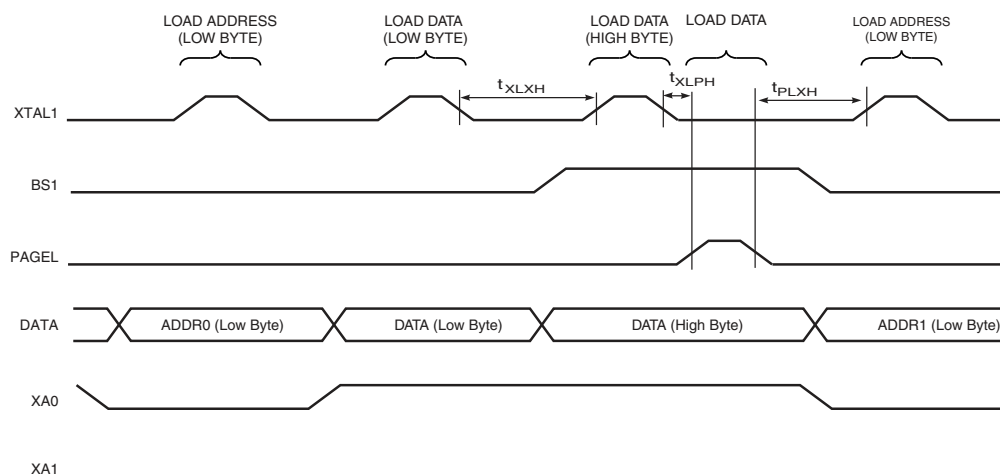 LOAD ADDRESS
(LOW BYTE)
LOAD DATA
(LOW BYTE)
LOAD DATA
(HIGH BYTE)
LOAD DATA
LOAD ADDRESS
(LOW BYTE)
XTAL1
tXLXH
tXLPH
tPLXH
BS1
PAGEL
DATA
ADDR0 (Low Byte)
DATA (Low Byte)
DATA (High Byte)
ADDR1 (Low Byte)
XA0
XA1